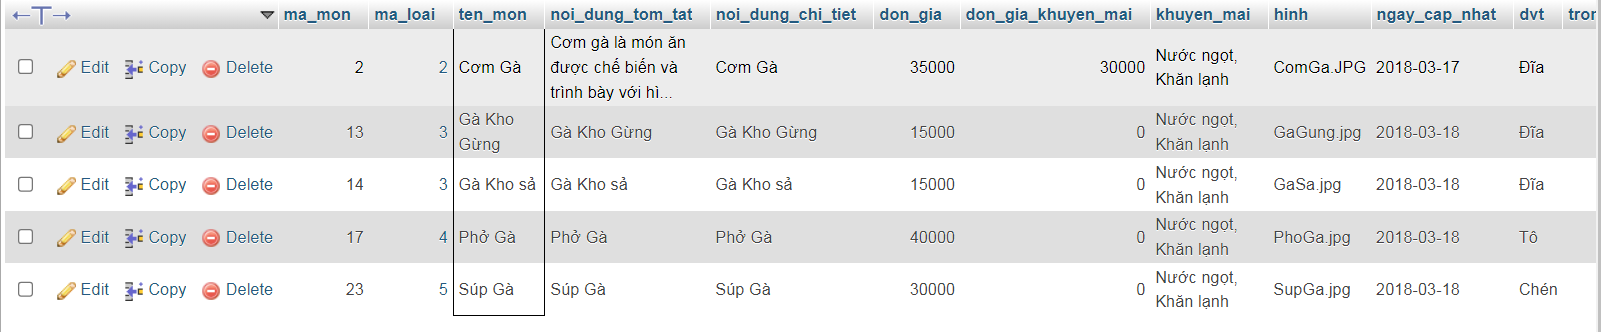 ma_mon ma_loai ten_mon noi_dung_tom_tat noi_dung_chi_tiet don_gia don_gia_khuyen_mai khuyen_mai hinh ngay_cap_nhat dvt tron
Edit Copy Delete 2 2 Cơm Gà Cơm gà là món ăn
được chế biến và
trình bày với hì... Cơm Gà 35000 30000 Nước ngọt,
Khăn lạnh ComGa.JPG 2018-03-17 Đĩa
Edit Copy Delete 13 3 Gà Kho
Gừng Gà Kho Gừng Gà Kho Gừng 15000 0 Nước ngọt,
Khăn lạnh GaGung.jpg 2018-03-18 Đĩa
Edit Copy Delete 14 3 Gà Kho sả Gà Kho sả Gà Kho sả 15000 0 Nước ngọt,
Khăn lạnh GaSa.jpg 2018-03-18 Đĩa
Edit Copy Delete 17 4 Phở Gà Phở Gà Phở Gà 40000 0 Nước ngọt,
Khăn lạnh PhoGa.jpg 2018-03-18 Tô
Edit Copy Delete 23 5 Súp Gà Súp Gà Súp Gà 30000 0 Nước ngọt,
Khăn lạnh SupGa.jpg 2018-03-18 Chén